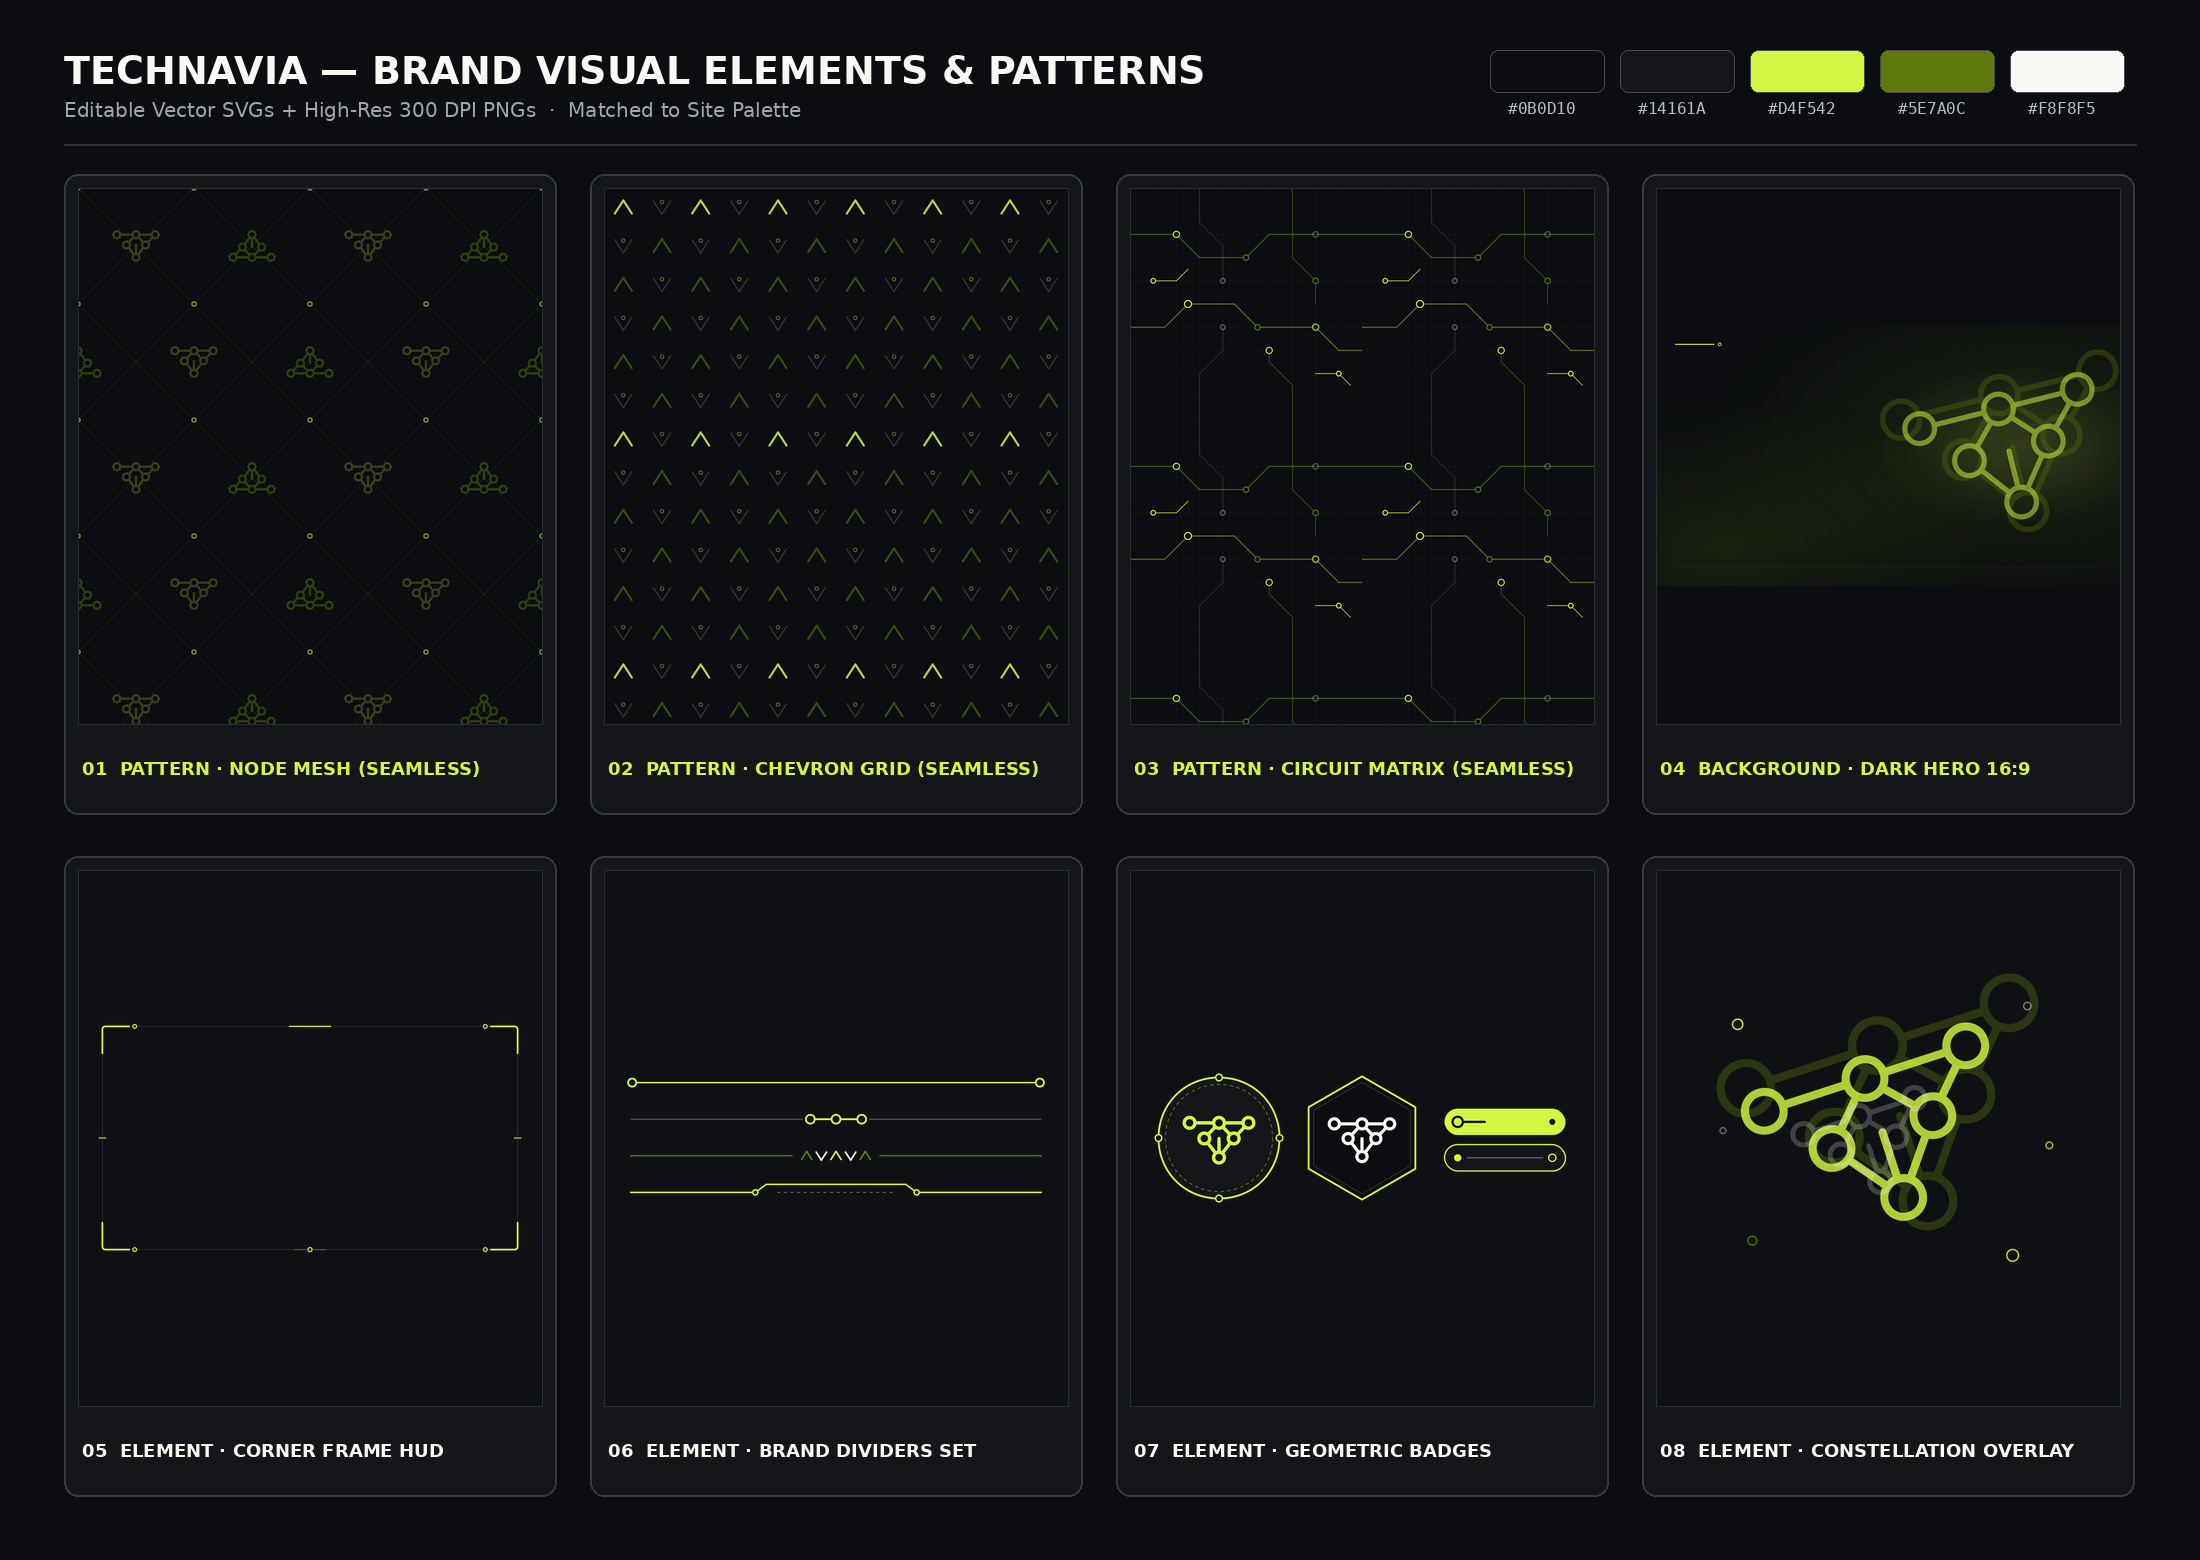 TECHNAVIA — BRAND VISUAL ELEMENTS & PATTERNS
Editable Vector SVGs + High-Res 300 DPI PNGs · Matched to Site Palette
#0B0D10 #14161A #D4F542 #5E7A0C #F8F8F5
01 PATTERN · NODE MESH (SEAMLESS)
02 PATTERN · CHEVRON GRID (SEAMLESS)
03 PATTERN · CIRCUIT MATRIX (SEAMLESS)
04 BACKGROUND · DARK HERO 16:9
05 ELEMENT · CORNER FRAME HUD
06 ELEMENT · BRAND DIVIDERS SET
07 ELEMENT · GEOMETRIC BADGES
08 ELEMENT · CONSTELLATION OVERLAY